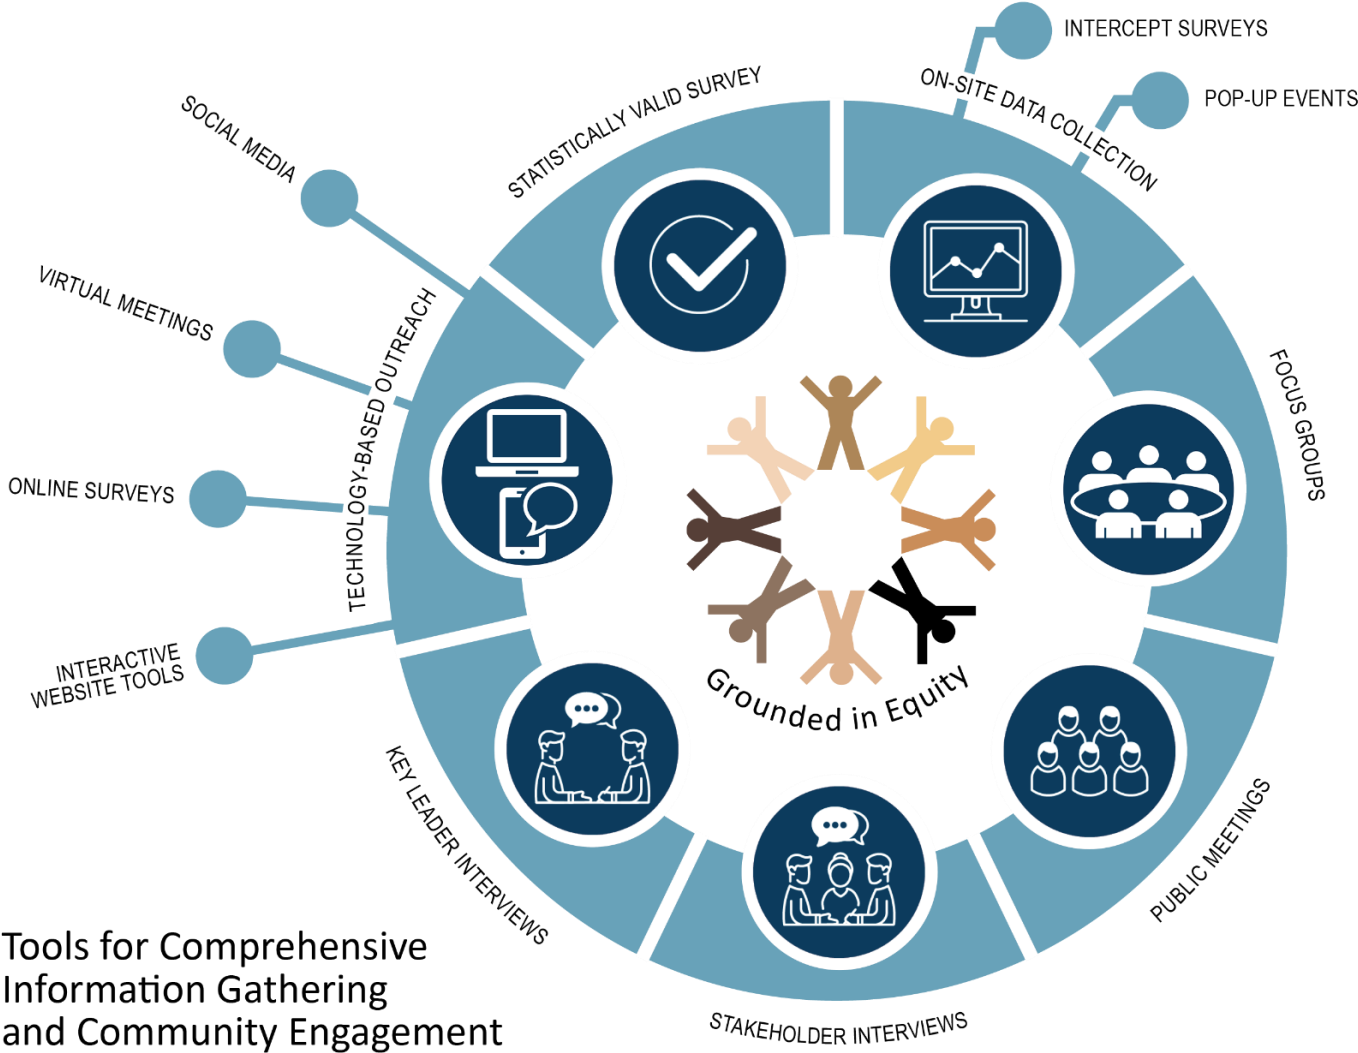 INTERCEPT SURVEYS
POP-UP EVENTS
ON-SITE DATA COLLECTION
STATISTICALLY VALID SURVEY
SOCIAL MEDIA
VIRTUAL MEETINGS
ONLINE SURVEYS
INTERACTIVE
WEBSITE TOOLS
TECHNOLOGY-BASED OUTREACH
FOCUS GROUPS
Grounded in Equity
KEY LEADER INTERVIEWS
PUBLIC MEETINGS
STAKEHOLDER INTERVIEWS
Tools for Comprehensive
Information Gathering
and Community Engagement